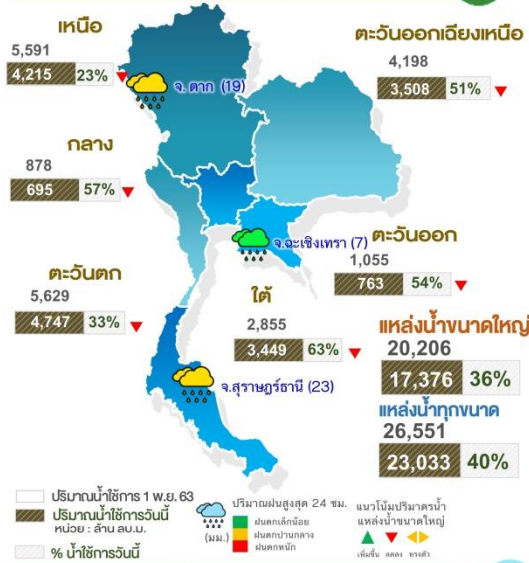 เหนือ
5,591
4,215 23%
จ. ตาก (19)
ตะวันออกเฉียงเหนือ
4,198
3,508 51%
กลาง
878
695 57%
จ.ฉะเชิงเทรา (7)
ตะวันออก
1,055
763 54%
ตะวันตก
5,629
4,747 33%
ใต้
2,855
3,449 63%
จ.สุราษฎร์ธานี (23)
แหล่งน้ำขนาดใหญ่
20,206
17,376 36%
แหล่งน้ำทุกขนาด
26,551
23,033 40%
ปริมาณน้ำใช้การ 1 พ.ย. 63
ปริมาณน้ำใช้การวันนี้
หน่วย : ล้าน ลบ.ม.
% น้ำใช้การวันนี้
ปริมาณฝนสูงสุด 24 ชม.
(มม.)
ฝนตกเล็กน้อย
ฝนตกปานกลาง
ฝนตกหนัก
แนวโน้มปริมาตรน้ำ
แหล่งน้ำขนาดใหญ่
เพิ่มขึ้น ลดลง ทรงตัว